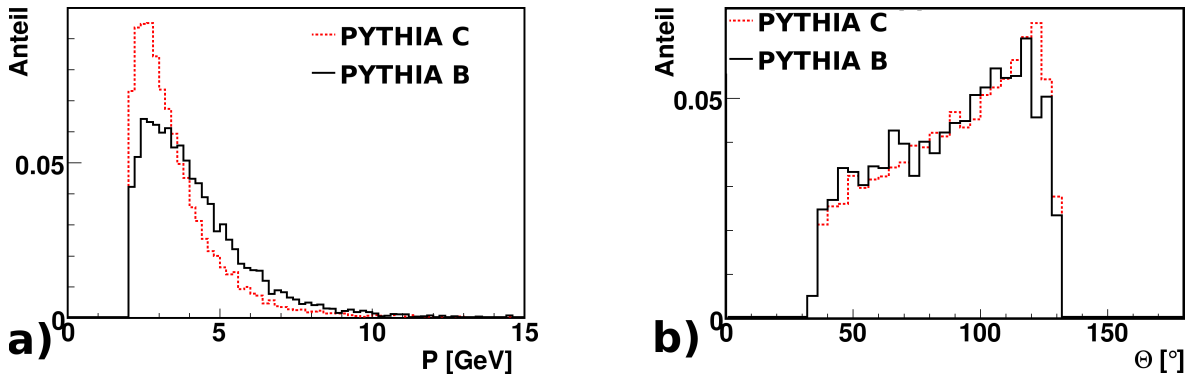 Anteil
PYTHIA C
PYTHIA B
0.05
0
0
5
10
15
P [GeV]
a)
Anteil
PYTHIA C
PYTHIA B
0.05
0
0
50
100
150
Θ [°]
b)